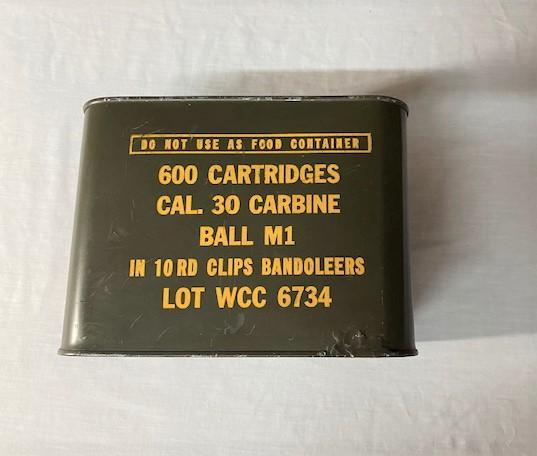 DO NOT USE AS FOOD CONTAINER
600 CARTRIDGES
CAL. 30 CARBINE
BALL M1
IN 10 RD CLIPS BANDOLEERS
LOT WCC 6734